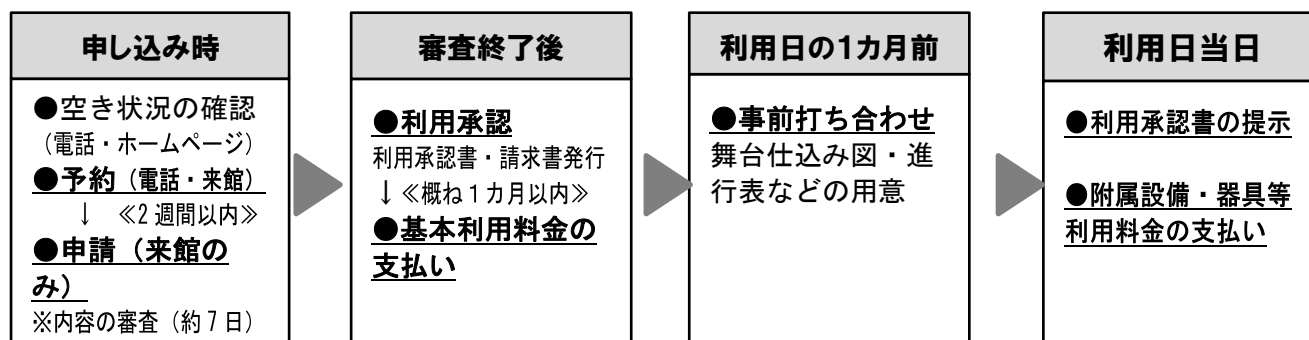 申し込み時
●空き状況の確認
（電話・ホームページ）
●予約（電話・来館）
↓ ≪2週間以内≫
●申請（来館の
み）
※内容の審査（約7日）
審査終了後
●利用承認
利用承認書・請求書発行
↓≪概ね1カ月以内≫
●基本利用料金の
支払い
利用日の1カ月前
●事前打ち合わせ
舞台仕込み図・進
行表などの用意
利用日当日
●利用承認書の提示
●附属設備・器具等
利用料金の支払い